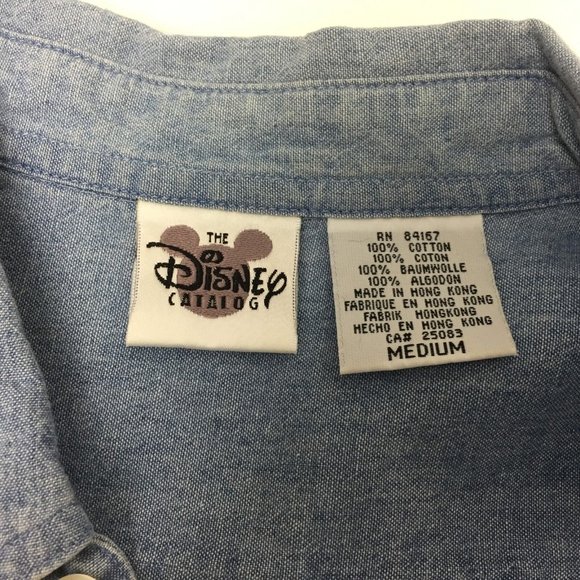 THE
DISNEY
CATALOG
RN 84167
100% COTTON
100% COTON
100% BAUMWOLLE
100% ALGODON
MADE IN HONG KONG
FABRIQUE EN HONG KONG
FABRIK HONGKONG
HECHO EN HONG KONG
CA# 25083
MEDIUM